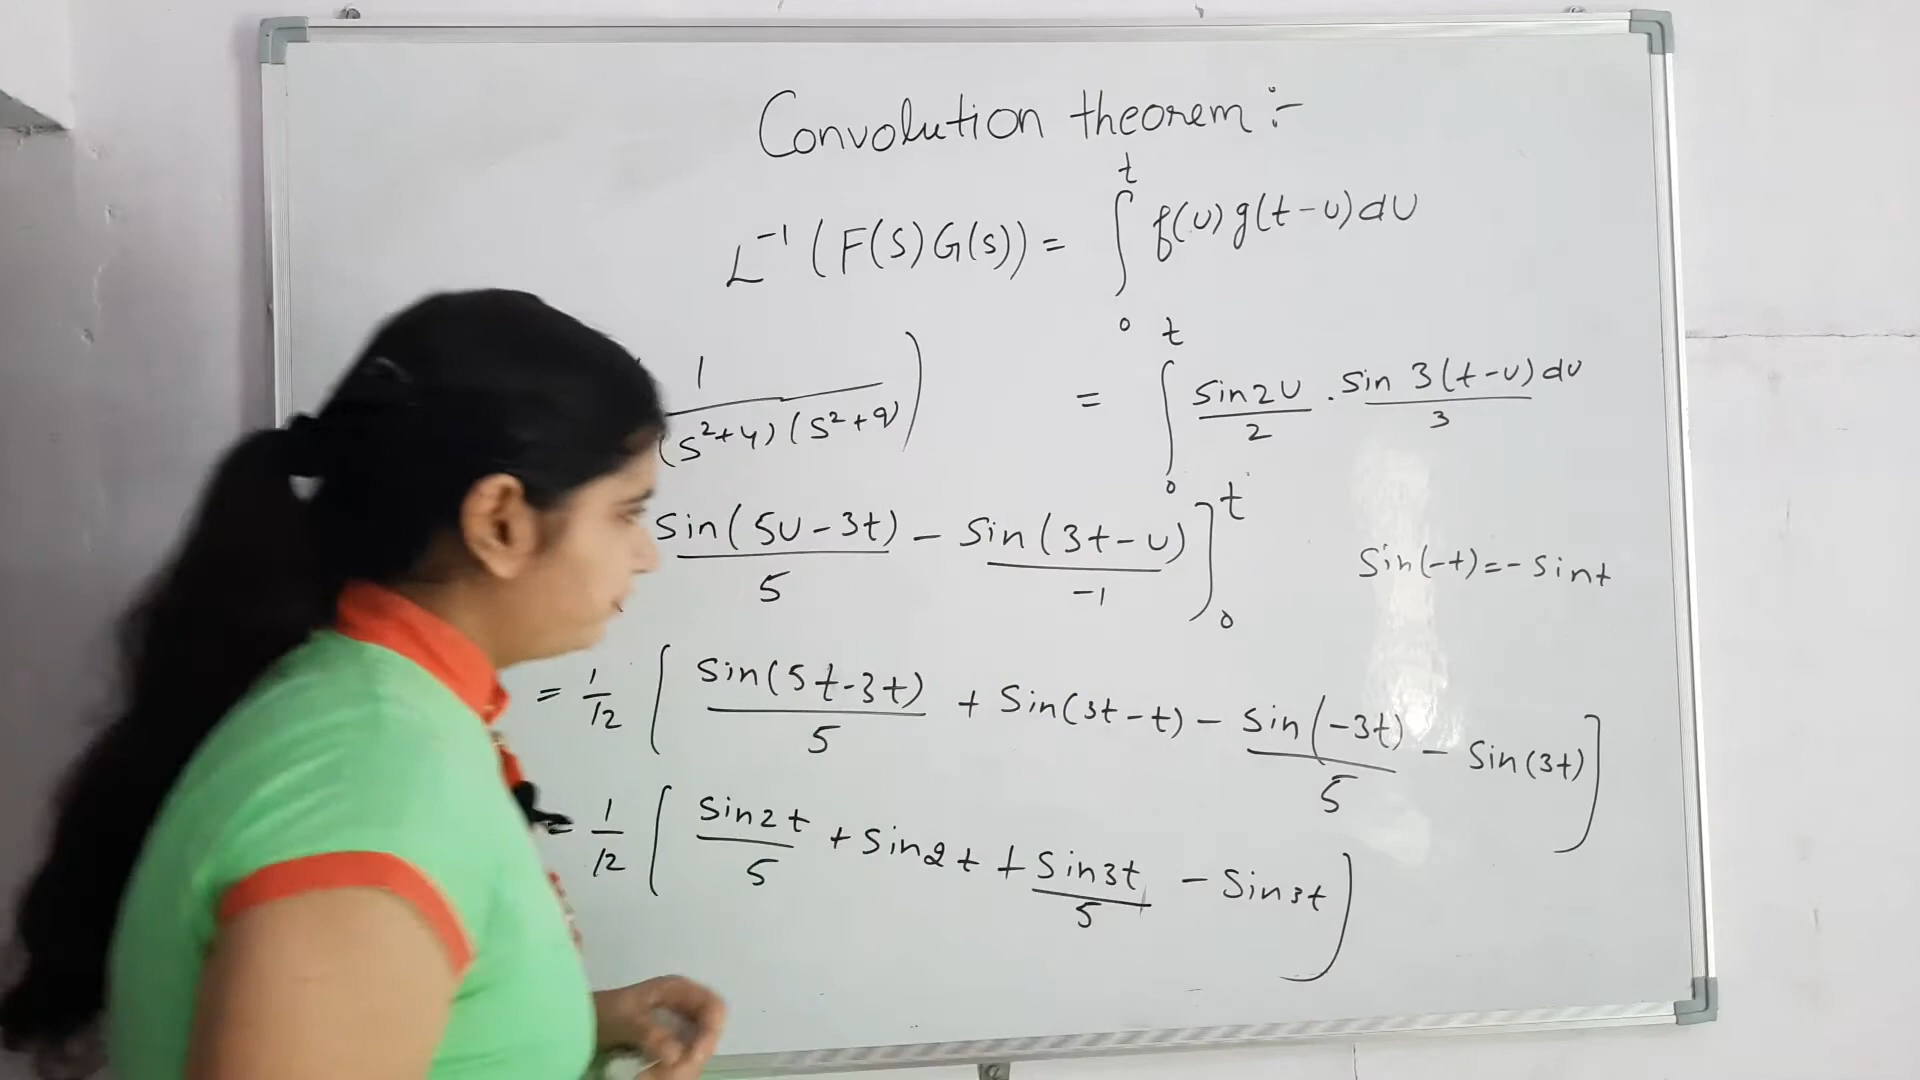 Convolution theorem :-
L⁻¹ (F(S) G(s)) = ∫₀ᵗ f(u) g(t-u) du
1/((s²+4)(s²+9))) = ∫₀ᵗ sin2u/2 . sin 3(t-u)/3 du
sin(5u-3t)/5 - sin(3t-u)/-1 ]₀ᵗ sin(-t)=-sint
= 1/12 [ sin(5t-3t)/5 + sin(3t-t) - sin(-3t)/5 - sin(3t) ]
= 1/12 [ sin2t/5 + sin2t + sin3t/5 - sin3t ]